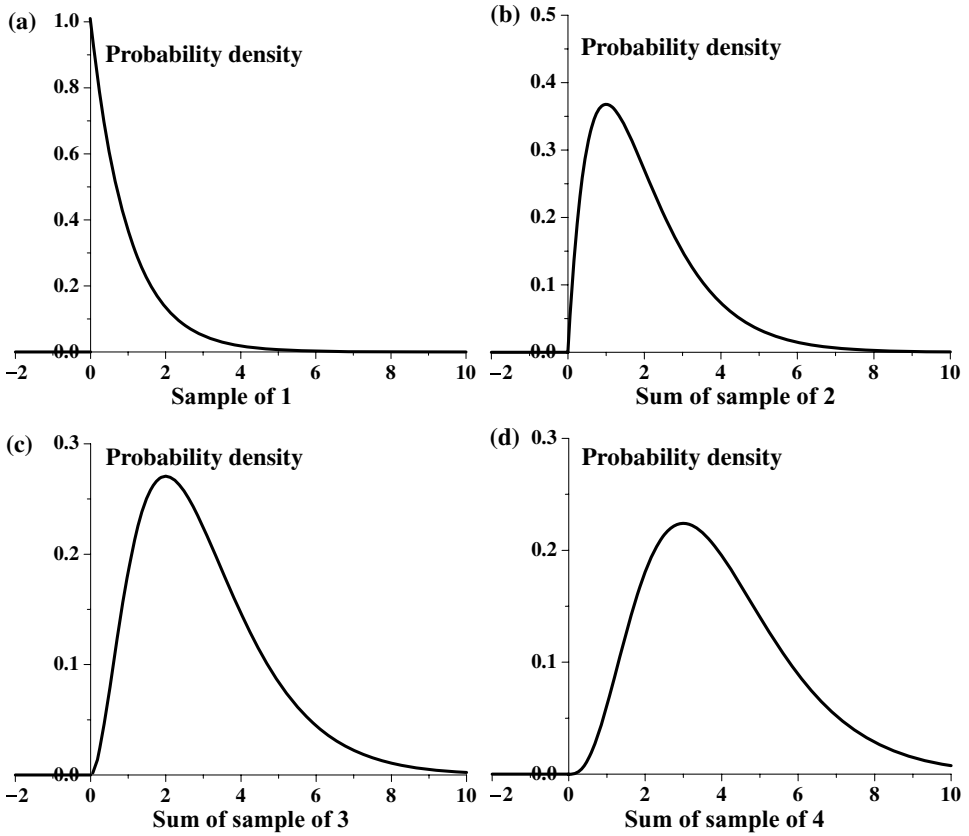 (a)
Probability density
1.0
0.8
0.6
0.4
0.2
0.0
−2 0 2 4 6 8 10
Sample of 1
(b)
Probability density
0.5
0.4
0.3
0.2
0.1
0.0
−2 0 2 4 6 8 10
Sum of sample of 2
(c)
Probability density
0.3
0.2
0.1
0.0
−2 0 2 4 6 8 10
Sum of sample of 3
(d)
Probability density
0.3
0.2
0.1
0.0
−2 0 2 4 6 8 10
Sum of sample of 4